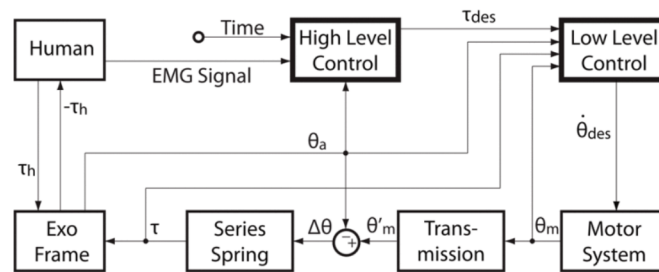 Human
Time
EMG Signal
High Level
Control
τdes
Low Level
Control
-τh
τh
θa
θ̇des
Exo
Frame
τ
Series
Spring
Δθ
−
+
θ'm
Trans-
mission
θm
Motor
System